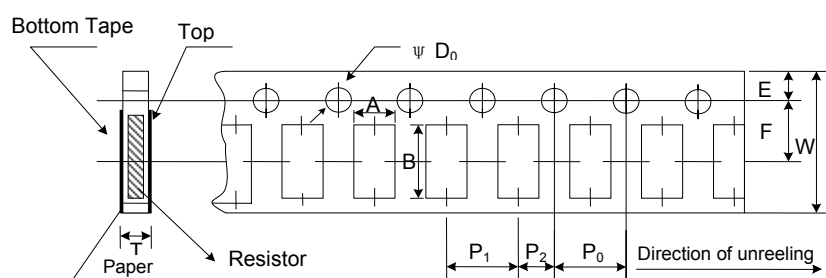 Bottom Tape
Top
ψ D₀
A
B
E
F
W
T
Paper
Resistor
P₁
P₂
P₀
Direction of unreeling